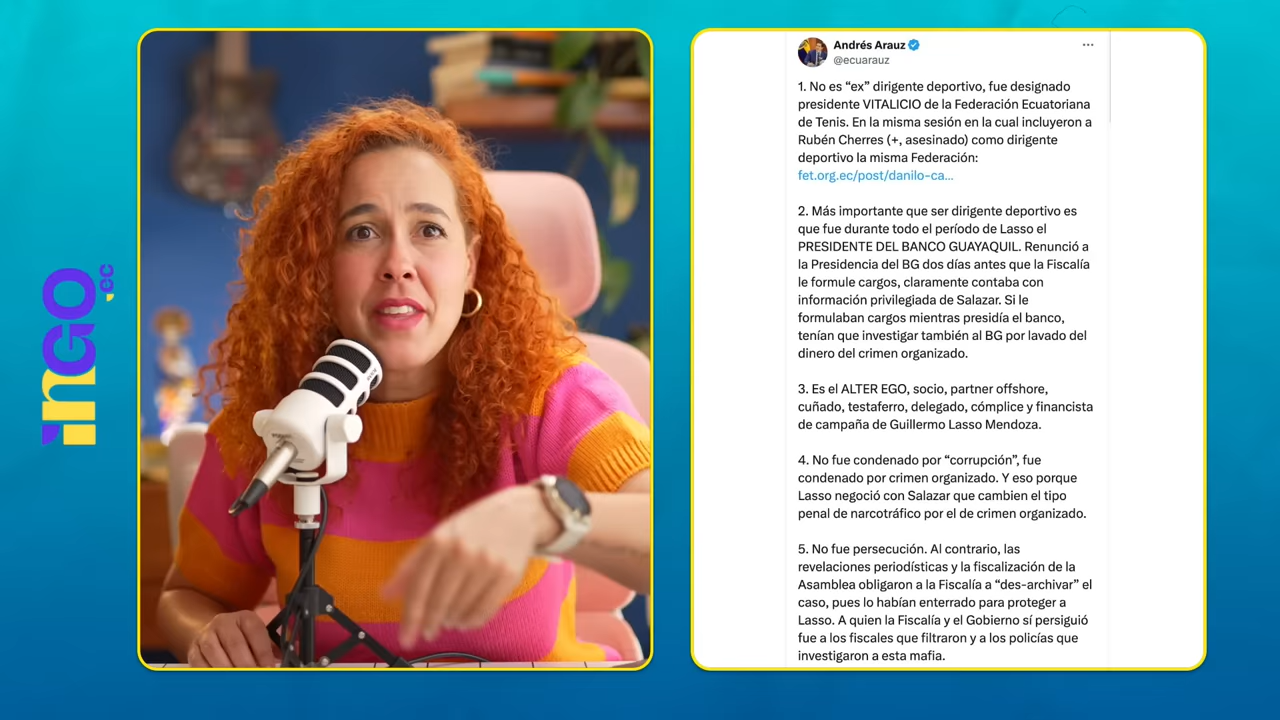 inGO.cc
Andrés Arauz
@ecuarauz
1. No es “ex” dirigente deportivo, fue designado
presidente VITALICIO de la Federación Ecuatoriana
de Tenis. En la misma sesión en la cual incluyeron a
Rubén Cherres (+, asesinado) como dirigente
deportivo la misma Federación:
fet.org.ec/post/danilo-ca...
2. Más importante que ser dirigente deportivo es
que fue durante todo el período de Lasso el
PRESIDENTE DEL BANCO GUAYAQUIL. Renunció a
la Presidencia del BG dos días antes que la Fiscalía
le formule cargos, claramente contaba con
información privilegiada de Salazar. Si le
formulaban cargos mientras presidía el banco,
tenían que investigar también al BG por lavado del
dinero del crimen organizado.
3. Es el ALTER EGO, socio, partner offshore,
cuñado, testaferro, delegado, cómplice y financista
de campaña de Guillermo Lasso Mendoza.
4. No fue condenado por “corrupción”, fue
condenado por crimen organizado. Y eso porque
Lasso negoció con Salazar que cambien el tipo
penal de narcotráfico por el de crimen organizado.
5. No fue persecución. Al contrario, las
revelaciones periodísticas y la fiscalización de la
Asamblea obligaron a la Fiscalía a “des-archivar” el
caso, pues lo habían enterrado para proteger a
Lasso. A quien la Fiscalía y el Gobierno sí persiguió
fue a los fiscales que filtraron y a los policías que
investigaron a esta mafia.